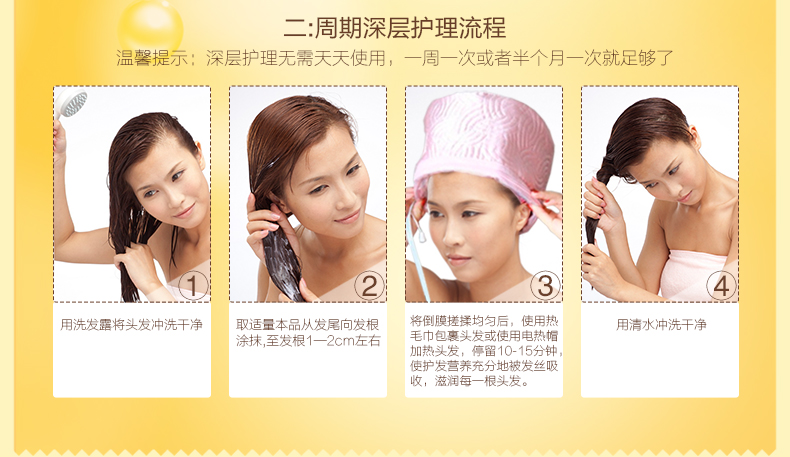 二:周期深层护理流程
温馨提示；深层护理无需天天使用，一周一次或者半个月一次就足够了
1
2
3
4
用洗发露将头发冲洗干净
取适量本品从发尾向发根
涂抹,至发根1—2cm左右
将倒膜搓揉均匀后，使用热
毛巾包裹头发或使用电热帽
加热头发，停留10-15分钟，
使护发营养充分地被发丝吸
收，滋润每一根头发。
用清水冲洗干净